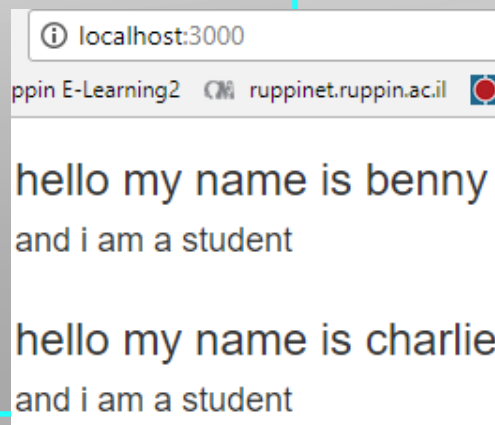 localhost:3000
ppin E-Learning2 ruppinet.ruppin.ac.il
hello my name is benny
and i am a student
hello my name is charlie
and i am a student